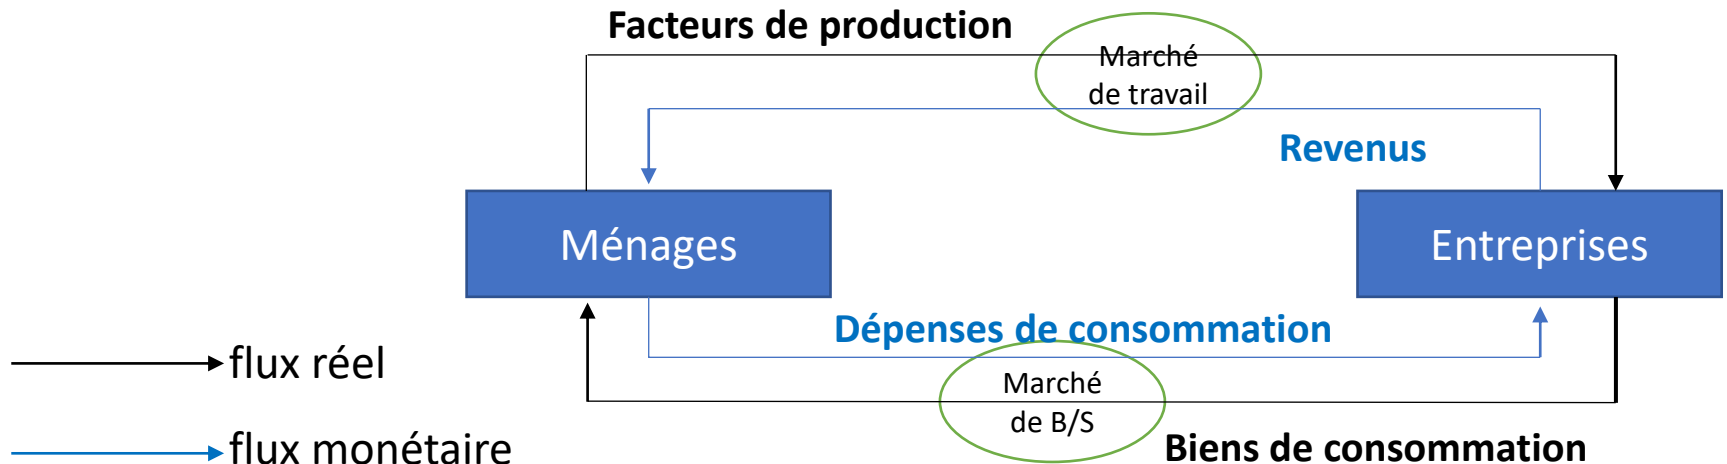 Facteurs de production
Marché
de travail
Revenus
Ménages
Entreprises
Dépenses de consommation
flux réel
Marché
de B/S
flux monétaire
Biens de consommation